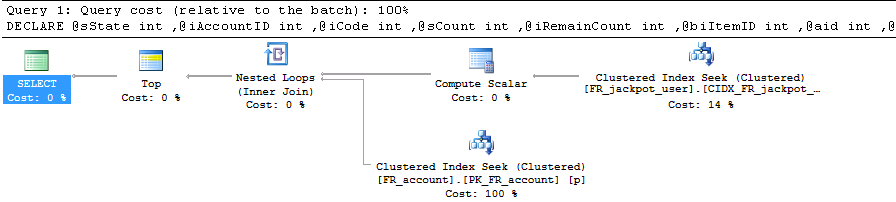 Query 1: Query cost (relative to the batch): 100%
DECLARE @sState int ,@iAccountID int ,@iCode int ,@sCount int ,@iRemainCount int ,@biItemID int ,@aid int ,@
SELECT
Cost: 0 %
Top
Cost: 0 %
Nested Loops
(Inner Join)
Cost: 0 %
Compute Scalar
Cost: 0 %
Clustered Index Seek (Clustered)
[FR_jackpot_user].[CIDX_FR_jackpot_…
Cost: 14 %
Clustered Index Seek (Clustered)
[FR_account].[PK_FR_account] [p]
Cost: 100 %